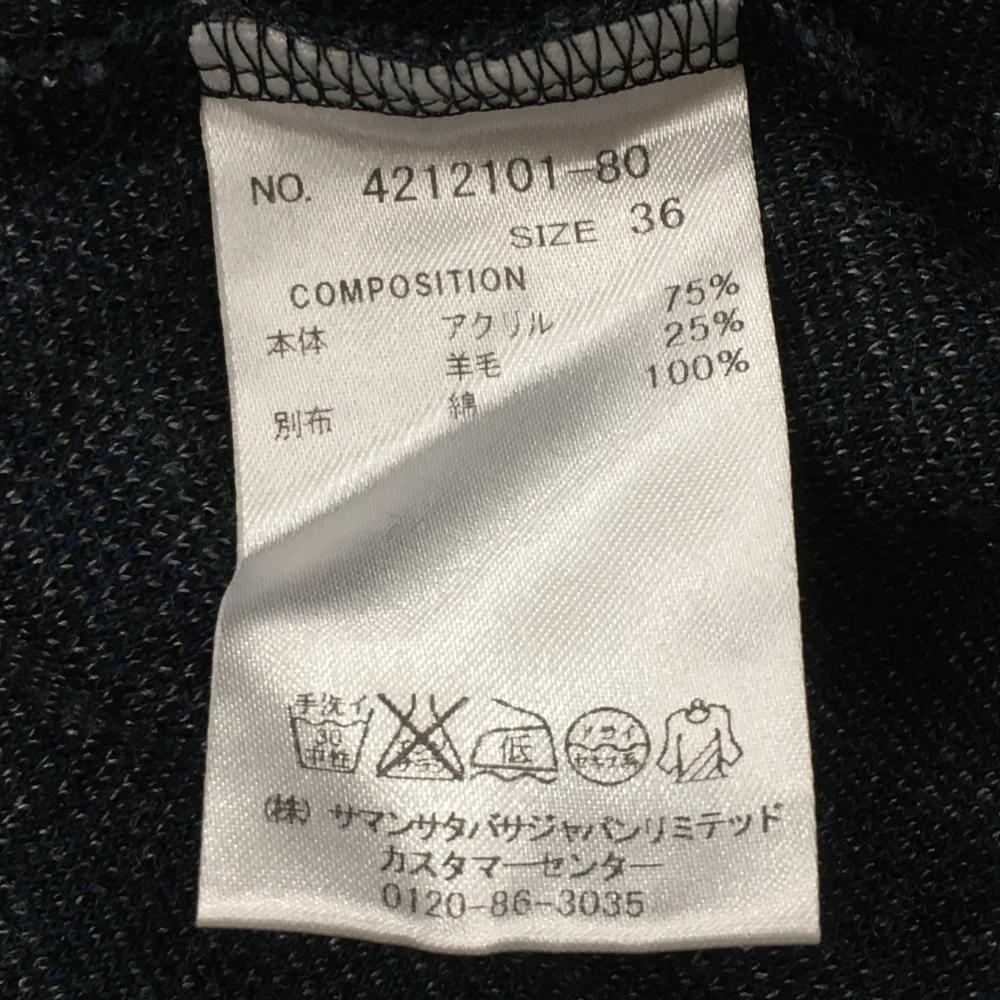 NO. 4212101-80
SIZE 36
COMPOSITION
本体 アクリル 75%
羊毛 25%
別布 綿 100%
手洗イ
30
中性
低
セキユ系
(株) サマンサタバサジャパンリミテッド
カスタマーセンター
0120-86-3035